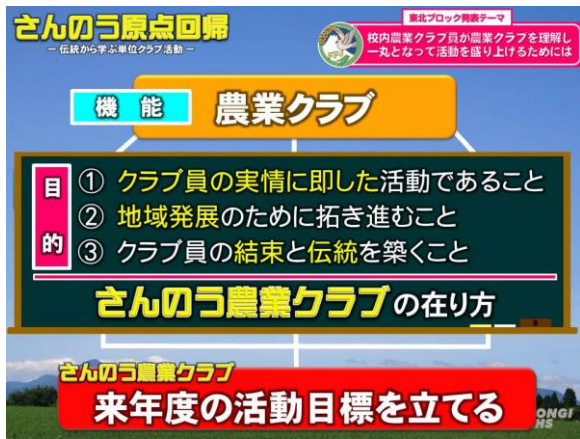 さんのう原点回帰
― 伝統から学ぶ単位クラブ活動 ―
東北ブロック発表テーマ
校内農業クラブ員が農業クラブを理解し
一丸となって活動を盛り上げるためには
機 能
農業クラブ
目的
① クラブ員の実情に即した活動であること
② 地域発展のために拓き進むこと
③ クラブ員の結束と伝統を築くこと
さんのう農業クラブの在り方
さんのう農業クラブ
来年度の活動目標を立てる
ONGI
HS